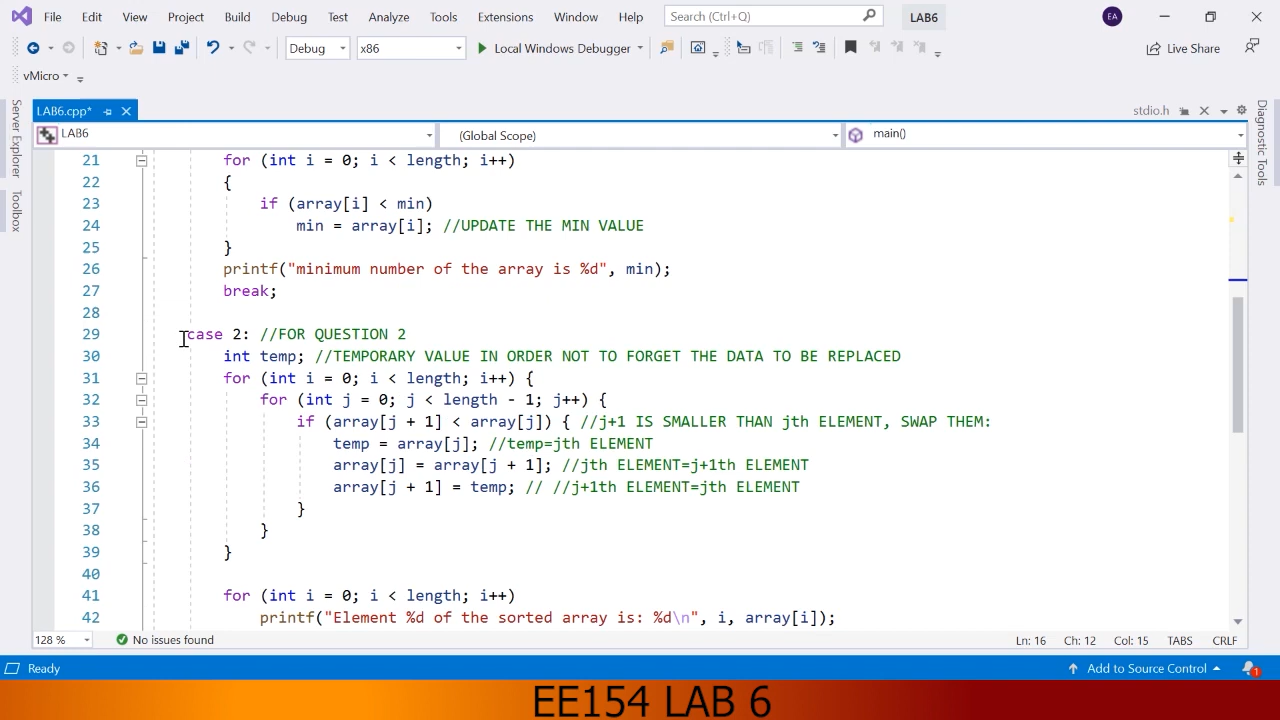 File Edit View Project Build Debug Test Analyze Tools Extensions Window Help Search (Ctrl+Q) LAB6 EA
Debug x86 Local Windows Debugger Live Share
vMicro
LAB6.cpp* stdio.h
LAB6 (Global Scope) main()
Server Explorer
Toolbox
Diagnostic Tools
21 for (int i = 0; i < length; i++)
22 {
23 if (array[i] < min)
24 min = array[i]; //UPDATE THE MIN VALUE
25 }
26 printf("minimum number of the array is %d", min);
27 break;
28
29 case 2: //FOR QUESTION 2
30 int temp; //TEMPORARY VALUE IN ORDER NOT TO FORGET THE DATA TO BE REPLACED
31 for (int i = 0; i < length; i++) {
32 for (int j = 0; j < length - 1; j++) {
33 if (array[j + 1] < array[j]) { //j+1 IS SMALLER THAN jth ELEMENT, SWAP THEM:
34 temp = array[j]; //temp=jth ELEMENT
35 array[j] = array[j + 1]; //jth ELEMENT=j+1th ELEMENT
36 array[j + 1] = temp; // //j+1th ELEMENT=jth ELEMENT
37 }
38 }
39 }
40
41 for (int i = 0; i < length; i++)
42 printf("Element %d of the sorted array is: %d\n", i, array[i]);
128 % No issues found Ln: 16 Ch: 12 Col: 15 TABS CRLF
Ready Add to Source Control 1
EE154 LAB 6